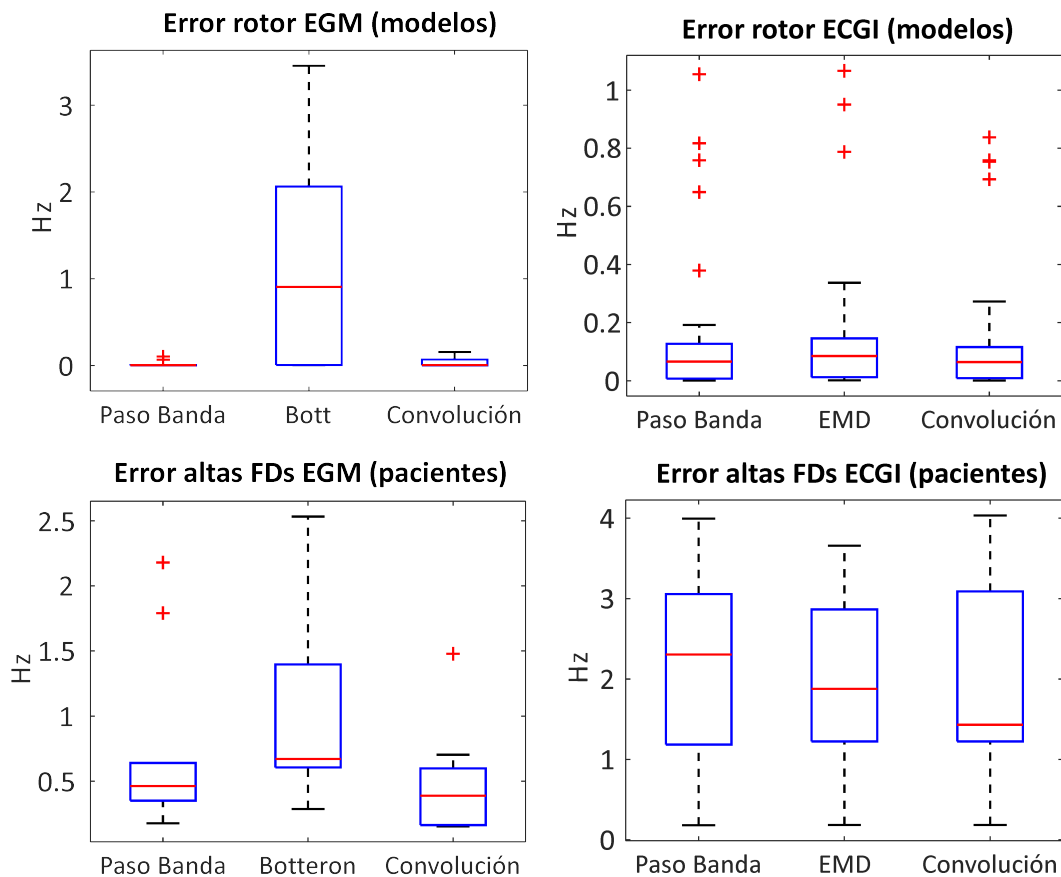 Error rotor EGM (modelos)
3
2
1
0
Hz
Paso Banda Bott Convolución
Error rotor ECGI (modelos)
1
0.8
0.6
0.4
0.2
0
Hz
Paso Banda EMD Convolución
Error altas FDs EGM (pacientes)
2.5
2
1.5
1
0.5
Hz
Paso Banda Botteron Convolución
Error altas FDs ECGI (pacientes)
4
3
2
1
0
Hz
Paso Banda EMD Convolución